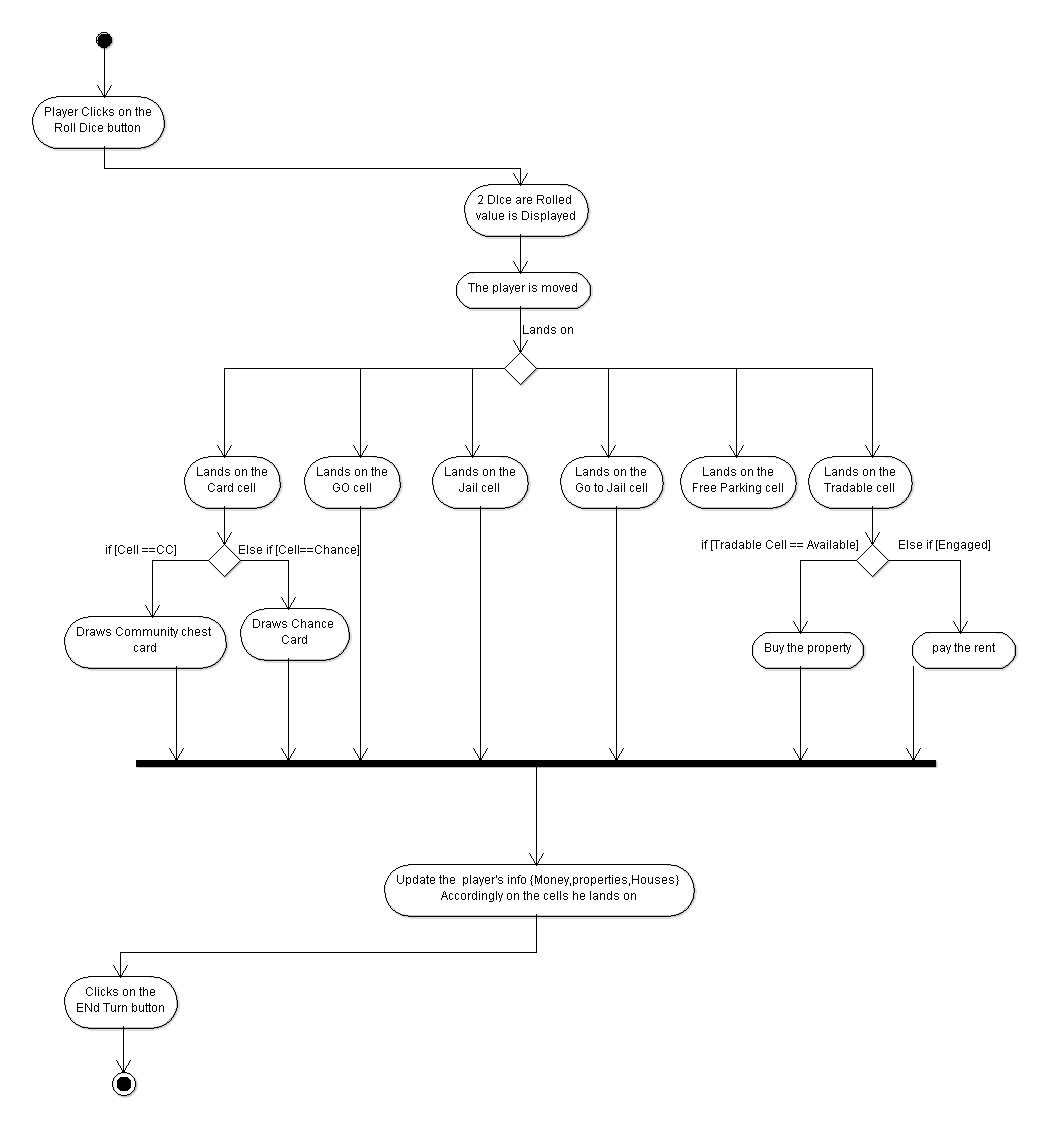 Player Clicks on the
Roll Dice button
2 DIce are Rolled
value is Displayed
The player is moved
Lands on
Lands on the
Card cell
Lands on the
GO cell
Lands on the
Jail cell
Lands on the
Go to Jail cell
Lands on the
Free Parking cell
Lands on the
Tradable cell
if [Cell ==CC]
Else if [Cell==Chance]
if [Tradable Cell == Available]
Else if [Engaged]
Draws Community chest
card
Draws Chance
Card
Buy the property
pay the rent
Update the  player's info {Money,properties,Houses}
Accordingly on the cells he lands on
Clicks on the
ENd Turn button